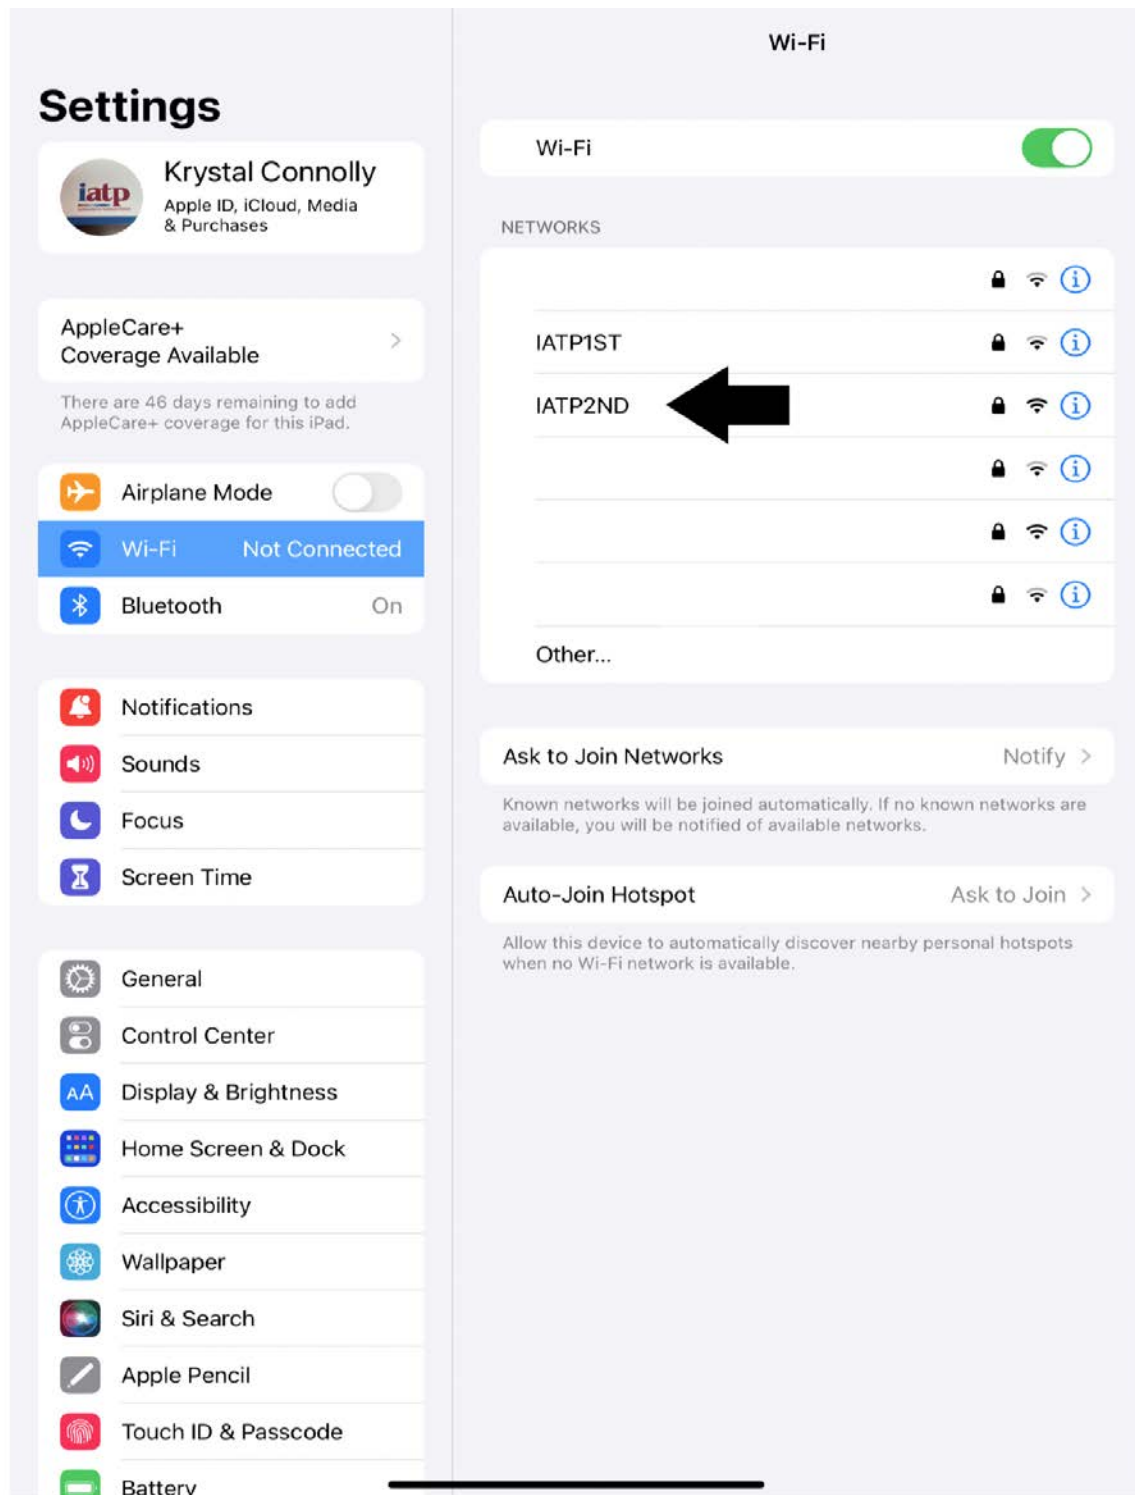 Wi-Fi
Settings
iatp
Krystal Connolly
Apple ID, iCloud, Media
& Purchases
AppleCare+
Coverage Available
There are 46 days remaining to add
AppleCare+ coverage for this iPad.
Airplane Mode
Wi-Fi Not Connected
Bluetooth On
Notifications
Sounds
Focus
Screen Time
General
Control Center
AA Display & Brightness
Home Screen & Dock
Accessibility
Wallpaper
Siri & Search
Apple Pencil
Touch ID & Passcode
Battery
Wi-Fi
NETWORKS
IATP1ST
IATP2ND
Other...
Ask to Join Networks Notify
Known networks will be joined automatically. If no known networks are
available, you will be notified of available networks.
Auto-Join Hotspot Ask to Join
Allow this device to automatically discover nearby personal hotspots
when no Wi-Fi network is available.